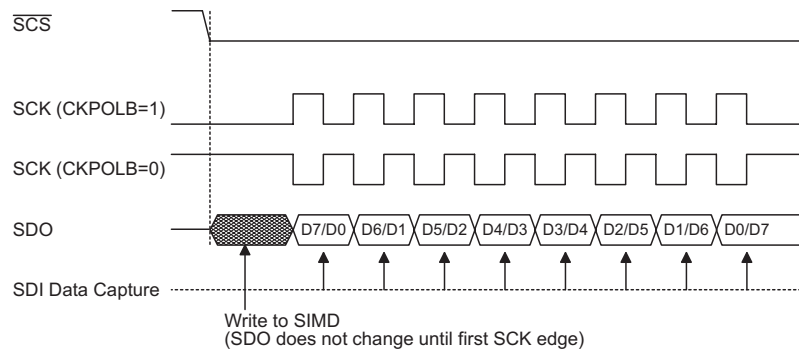 SCS
SCK (CKPOLB=1)
SCK (CKPOLB=0)
SDO
D7/D0 D6/D1 D5/D2 D4/D3 D3/D4 D2/D5 D1/D6 D0/D7
SDI Data Capture
Write to SIMD
(SDO does not change until first SCK edge)